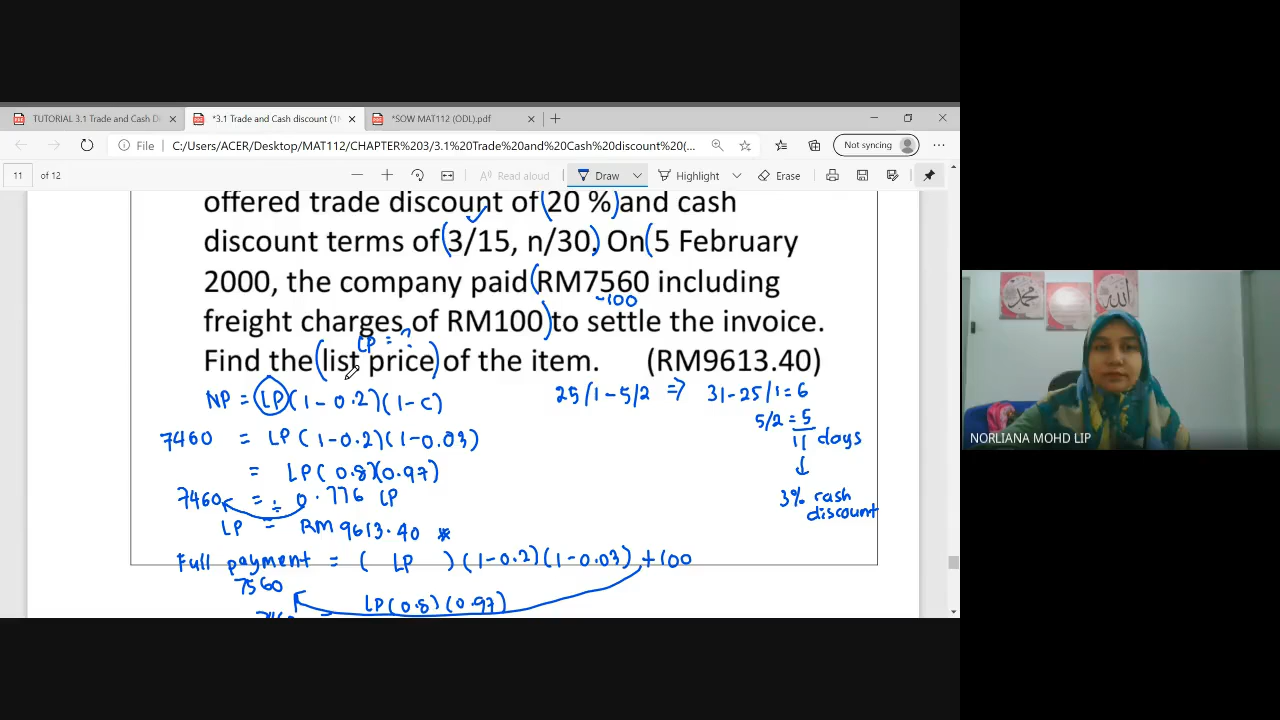 TUTORIAL 3.1 Trade and Cash Di
*3.1 Trade and Cash discount (1M
*SOW MAT112 (ODL).pdf
File
C:/Users/ACER/Desktop/MAT112/CHAPTER%203/3.1%20Trade%20and%20Cash%20discount%20(...
Not syncing
11 of 12
Read aloud
Draw
Highlight
Erase
offered trade discount of (20 %) and cash
discount terms of (3/15, n/30). On (5 February
2000, the company paid (RM7560 including
-100
freight charges of RM100) to settle the invoice.
LP = ?
Find the (list price) of the item. (RM9613.40)
NP = LP (1 - 0.2)(1 - C)
25/1 - 5/2 ⇒ 31 - 25/1 = 6
5/2 = 5
11 days
7460 = LP (1 - 0.2)(1 - 0.03)
↓
= LP (0.8)(0.97)
3% cash
discount
7460 = ÷ 0.776 LP
LP = RM 9613.40 *
Full payment = ( LP ) (1 - 0.2)(1 - 0.03) + 100
7560
LP (0.8)(0.97)
NORLIANA MOHD LIP